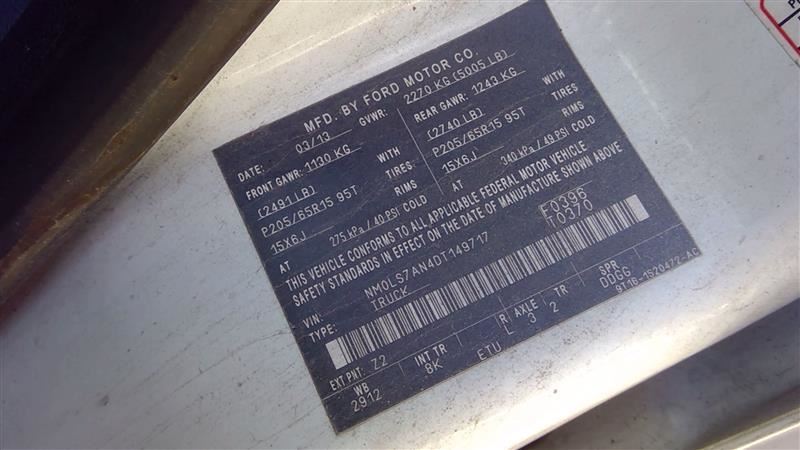 MFD. BY FORD MOTOR CO.
DATE: 03/13 GVWR: 2270 KG (5005 LB)
FRONT GAWR: 1130 KG REAR GAWR: 1243 KG
(2491 LB) WITH (2740 LB) WITH
P205/65R15 95T TIRES P205/65R15 95T TIRES
15X6J RIMS 15X6J RIMS
AT 275 kPa / 40 PSI COLD AT 340 kPa / 49 PSI COLD
THIS VEHICLE CONFORMS TO ALL APPLICABLE FEDERAL MOTOR VEHICLE
SAFETY STANDARDS IN EFFECT ON THE DATE OF MANUFACTURE SHOWN ABOVE
VIN: NM0LS7AN4DT149717 F0396
TYPE: TRUCK T0370
EXT PNT: Z2
WB INT TR R AXLE TR SPR
2912 8K ETU L 3 2 DDGG
9T16-1520472-AC